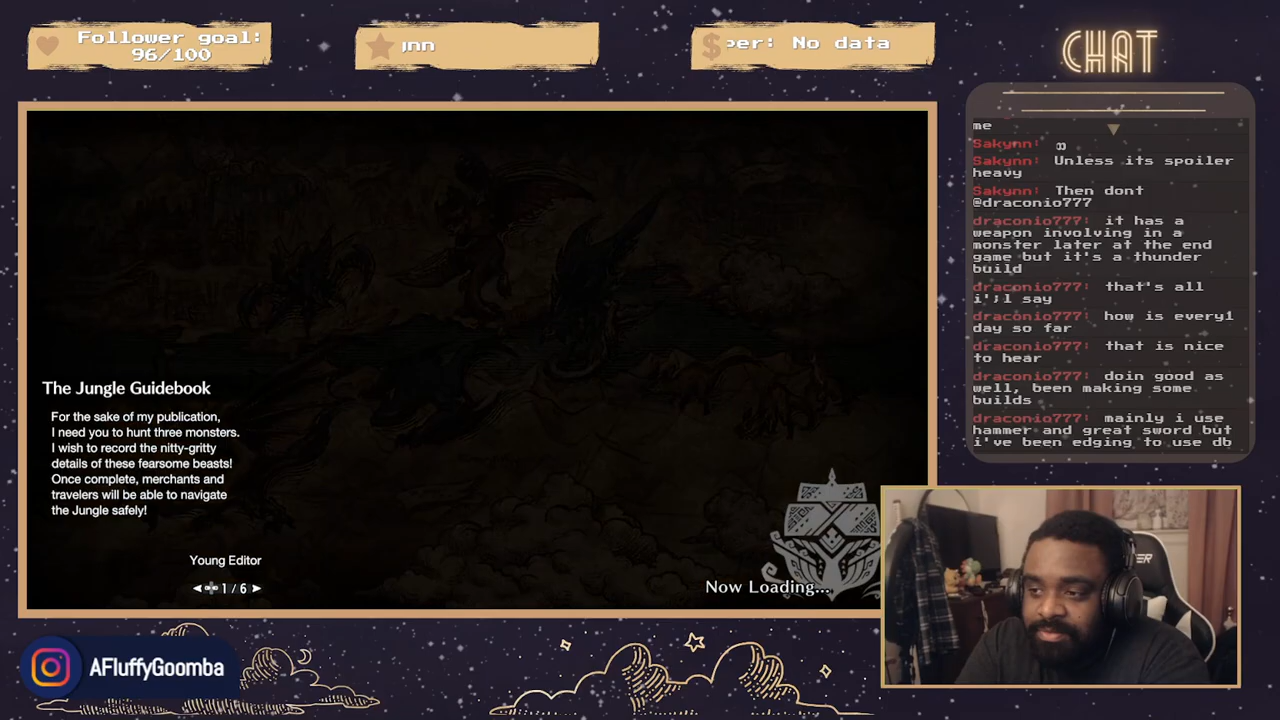 Follower goal:
96/100
ynn
per: No data
CHAT
me
Sakynn:
Sakynn: Unless its spoiler
heavy
Sakynn: Then dont
@draconio777
draconio777: it has a
weapon involving in a
monster later at the end
game but it's a thunder
build
draconio777: that's all
i';l say
draconio777: how is every1
day so far
draconio777: that is nice
to hear
draconio777: doin good as
well, been making some
builds
draconio777: mainly i use
hammer and great sword but
i've been edging to use db
The Jungle Guidebook
For the sake of my publication,
I need you to hunt three monsters.
I wish to record the nitty-gritty
details of these fearsome beasts!
Once complete, merchants and
travelers will be able to navigate
the Jungle safely!
Young Editor
1 / 6
Now Loading...
AFluffyGoomba